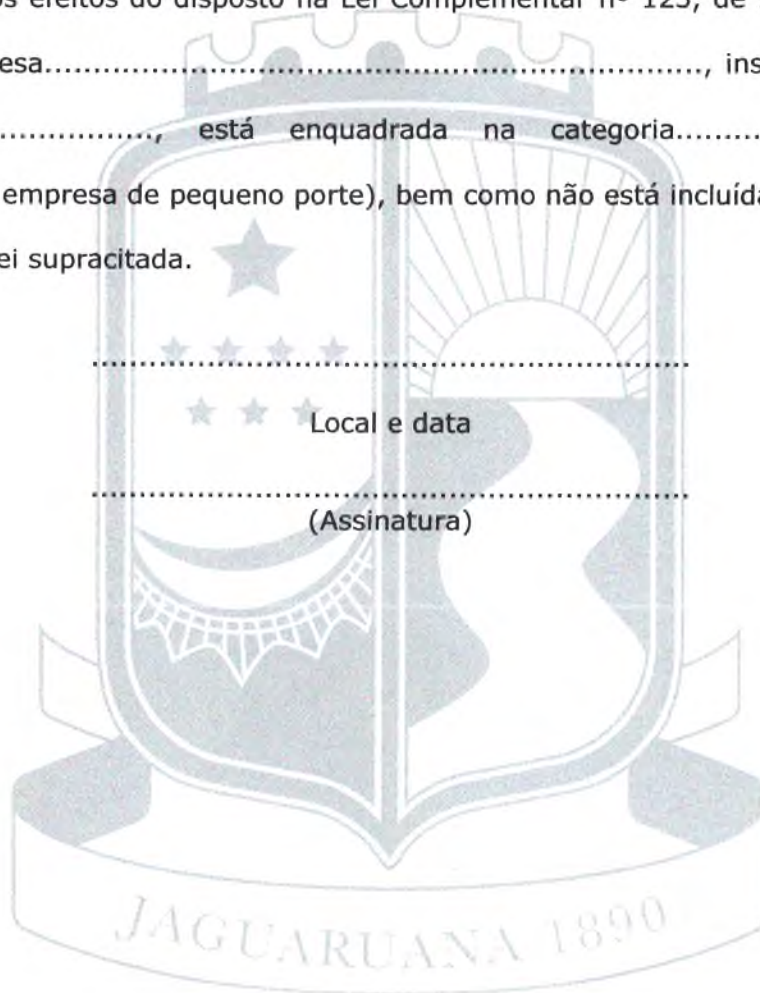 os efeitos do disposto na Lei Complementar nº 123, de
esa......................................................................, ins
................., está enquadrada na categoria..........
empresa de pequeno porte), bem como não está incluída
ei supracitada.
................................................................
Local e data
................................................................
(Assinatura)
JAGUARUANA 1890